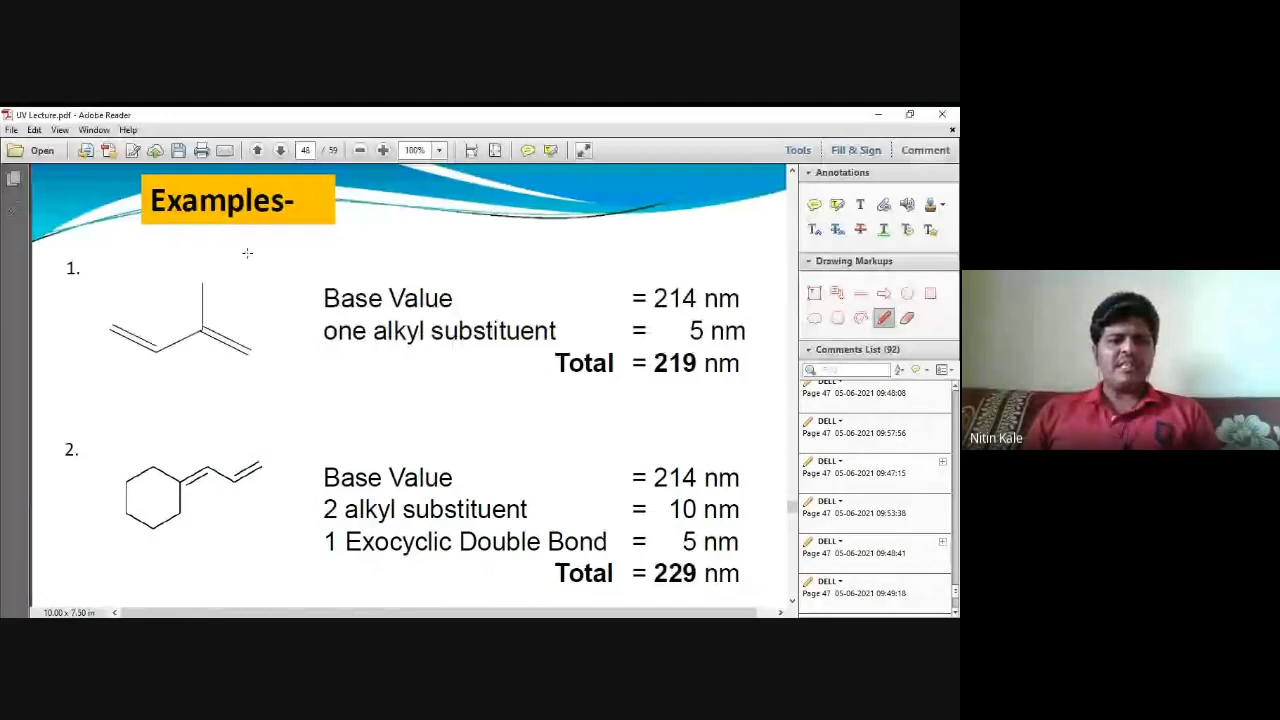 UV Lecture.pdf - Adobe Reader
File Edit View Window Help
Open 48 / 59 100% Tools Fill & Sign Comment
Examples-
1.
Base Value = 214 nm
one alkyl substituent = 5 nm
Total = 219 nm
2.
Base Value = 214 nm
2 alkyl substituent = 10 nm
1 Exocyclic Double Bond = 5 nm
Total = 229 nm
10.00 x 7.50 in
Annotations
Drawing Markups
Comments List (92)
DELL
Page 47 05-06-2021 09:48:08
DELL
Page 47 05-06-2021 09:57:56
DELL
Page 47 05-06-2021 09:47:15
DELL
Page 47 05-06-2021 09:53:38
DELL
Page 47 05-06-2021 09:48:41
DELL
Page 47 05-06-2021 09:49:18
Nitin Kale